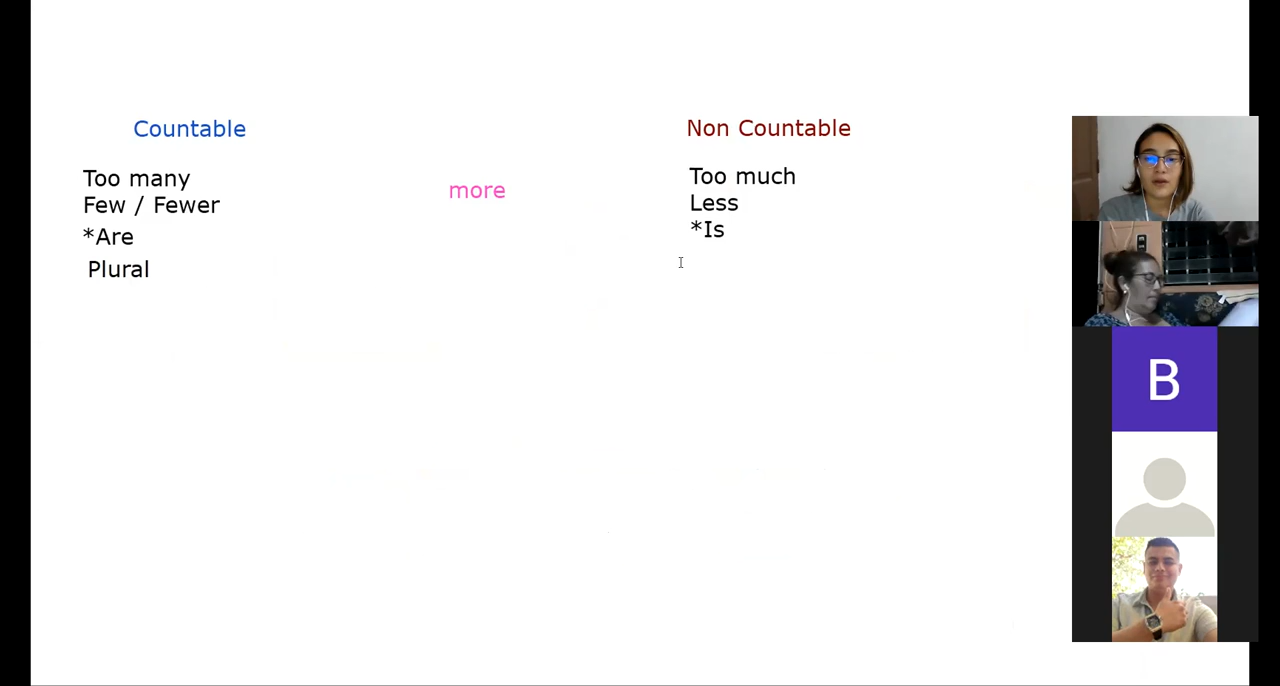 Countable
Too many
Few / Fewer
*Are
Plural
more
Non Countable
Too much
Less
*Is
B